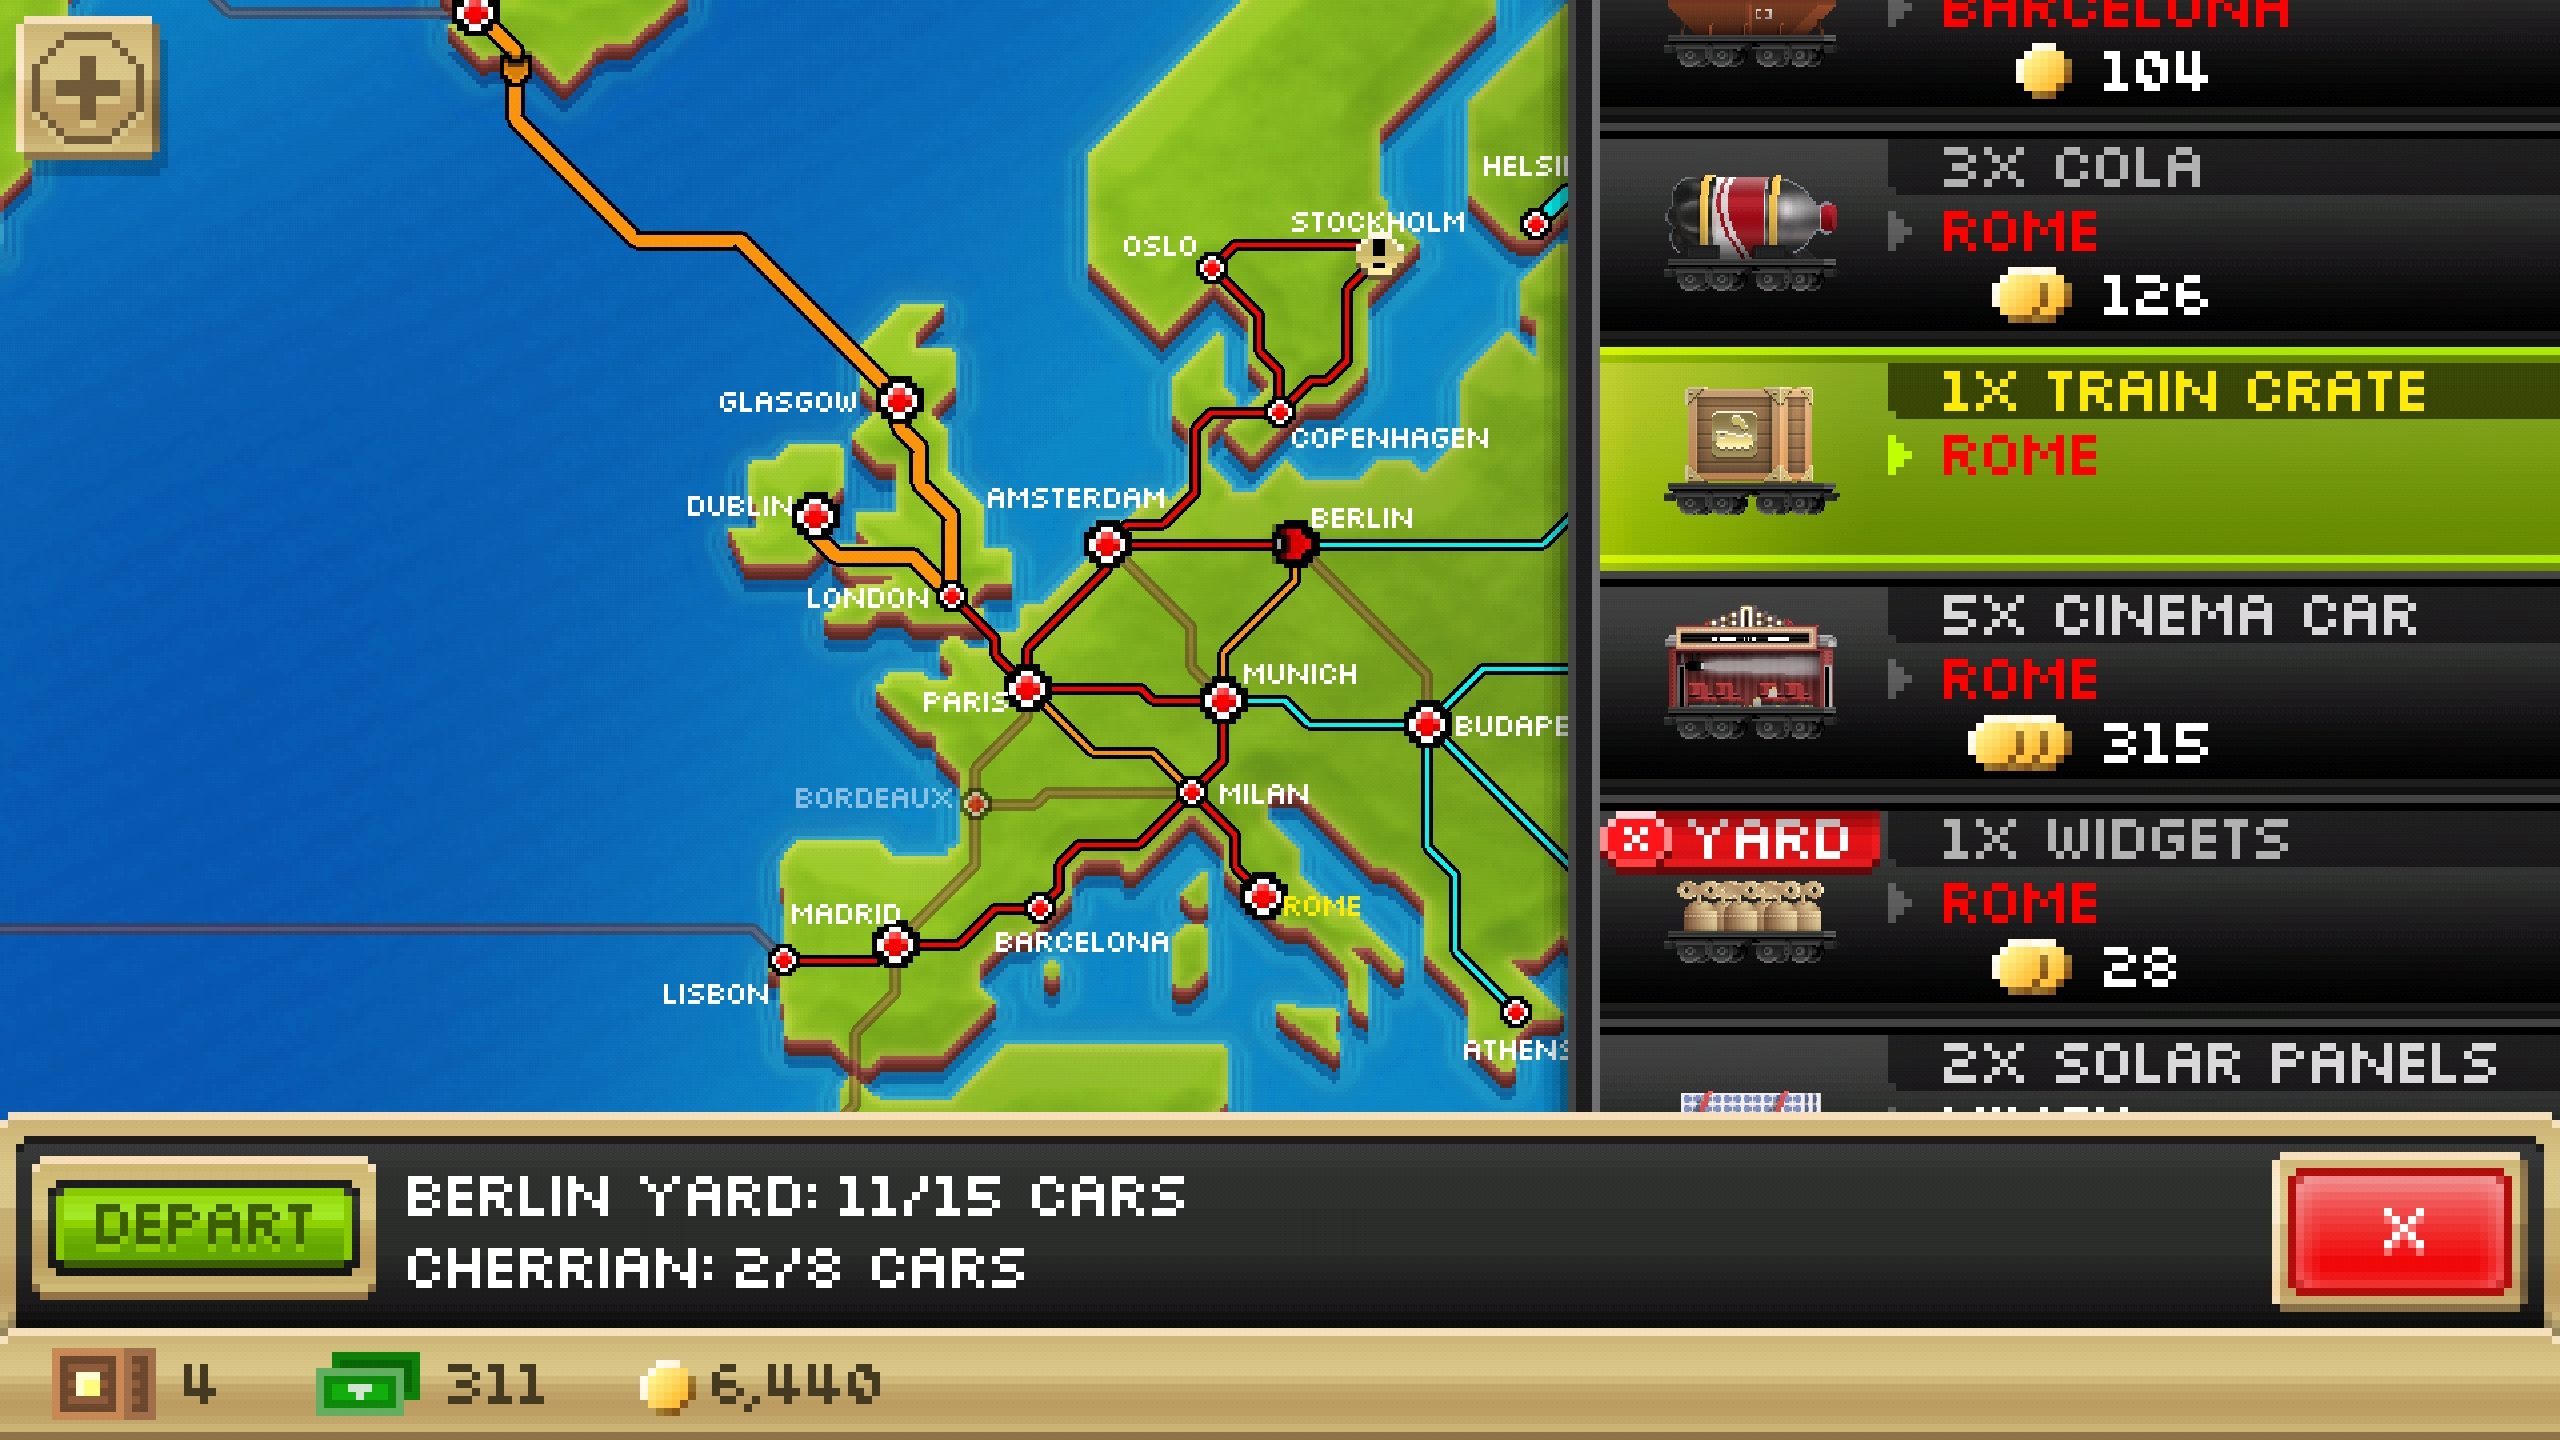 HELSI
STOCKHOLM
OSLO
GLASGOW
COPENHAGEN
AMSTERDAM
DUBLIN
BERLIN
LONDON
MUNICH
PARIS
BUDAPE
BORDEAUX
MILAN
MADRID
ROME
BARCELONA
LISBON
ATHENS
BARCELONA
104
3X COLA
ROME
126
1X TRAIN CRATE
ROME
5X CINEMA CAR
ROME
315
YARD
1X WIDGETS
ROME
28
2X SOLAR PANELS
DEPART
BERLIN YARD: 11/15 CARS
CHERRIAN: 2/8 CARS
X
4
311
6,440